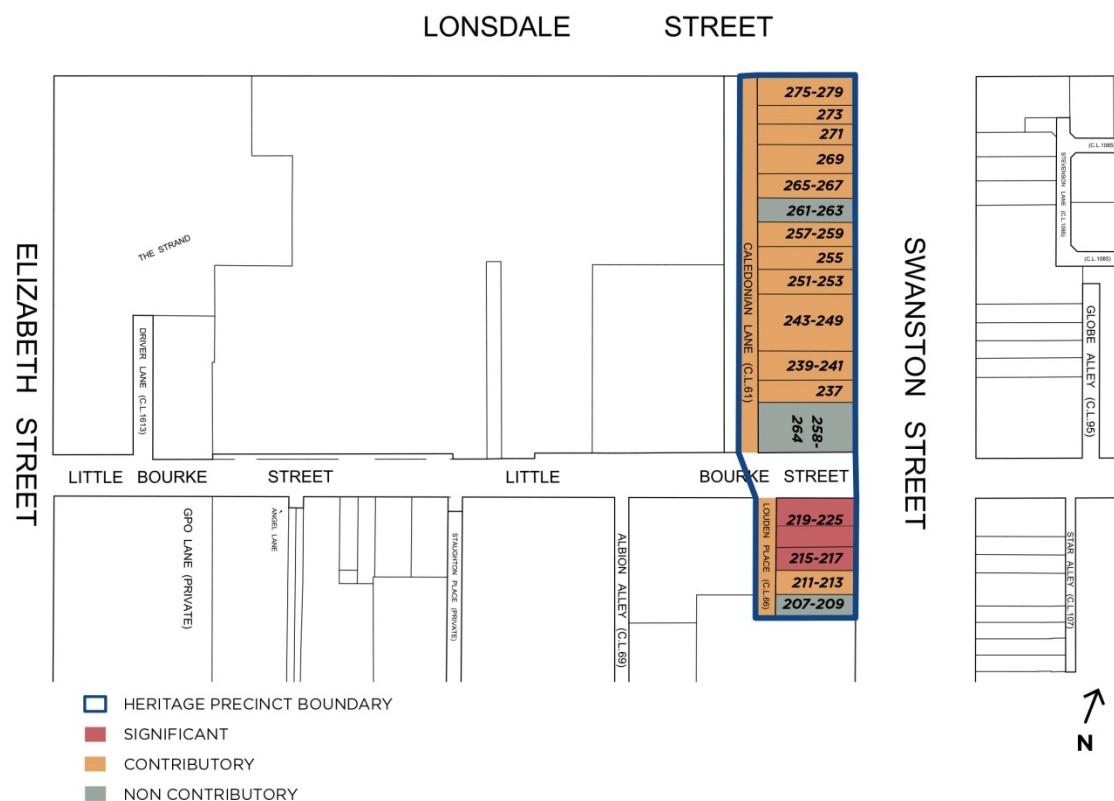 LONSDALE STREET
ELIZABETH STREET
SWANSTON STREET
THE STRAND
DRIVER LANE (C.L.1613)
CALEDONIAN LANE (C.L.61)
275-279
273
271
269
265-267
261-263
257-259
255
251-253
243-249
239-241
237
258-
264
STEVENSON LANE (C.L.1085)
(C.L.1085)
(C.L.1085)
GLOBE ALLEY (C.L.95)
LITTLE BOURKE STREET LITTLE BOURKE STREET
GPO LANE (PRIVATE)
ANGEL LANE
STAUGHTON PLACE (PRIVATE)
ALBION ALLEY (C.L.69)
LOUDEN PLACE (C.L.66)
219-225
215-217
211-213
207-209
STAR ALLEY (C.L.107)
HERITAGE PRECINCT BOUNDARY
SIGNIFICANT
CONTRIBUTORY
NON CONTRIBUTORY
N